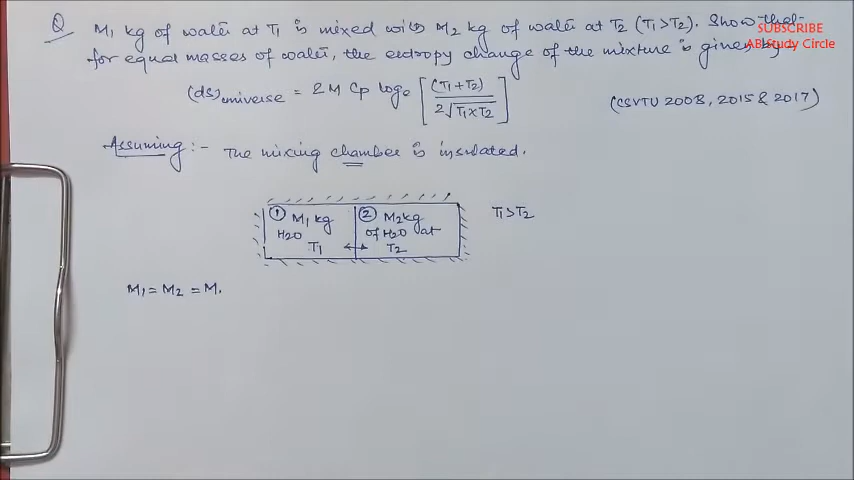 Q M1 kg of water at T1 is mixed with M2 kg of water at T2 (T1>T2). Show that
for equal masses of water, the entropy change of the mixture is given by-
(ds)universe = 2M Cp loge [(T1+T2) / 2√T1×T2]
(CSVTU 2008, 2015 & 2017)
Assuming :- The mixing chamber is insulated.
① M1 kg
H2O
T1
② M2 kg
of H2O at
T2
T1>T2
M1 = M2 = M.
SUBSCRIBE
AB Study Circle